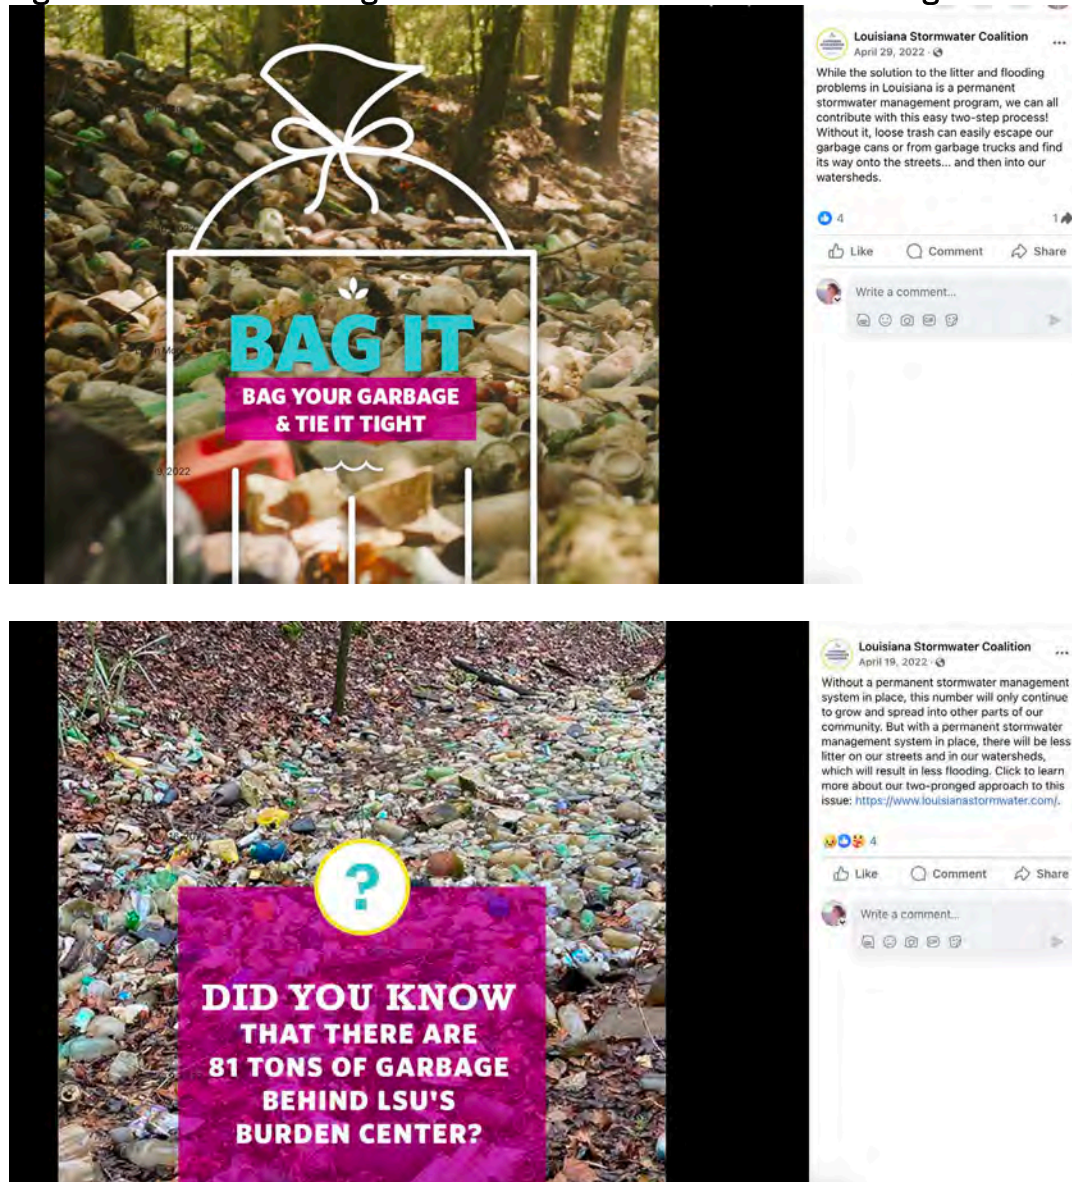 Louisiana Stormwater Coalition
April 29, 2022
While the solution to the litter and flooding
problems in Louisiana is a permanent
stormwater management program, we can all
contribute with this easy two-step process!
Without it, loose trash can easily escape our
garbage cans or from garbage trucks and find
its way onto the streets... and then into our
watersheds.
4
1
Like Comment Share
Write a comment...
BAG IT
BAG YOUR GARBAGE
& TIE IT TIGHT
9, 2022
Louisiana Stormwater Coalition
April 19, 2022
Without a permanent stormwater management
system in place, this number will only continue
to grow and spread into other parts of our
community. But with a permanent stormwater
management system in place, there will be less
litter on our streets and in our watersheds,
which will result in less flooding. Click to learn
more about our two-pronged approach to this
issue: https://www.louisianastormwater.com/.
4
Like Comment Share
Write a comment...
?
DID YOU KNOW
THAT THERE ARE
81 TONS OF GARBAGE
BEHIND LSU'S
BURDEN CENTER?